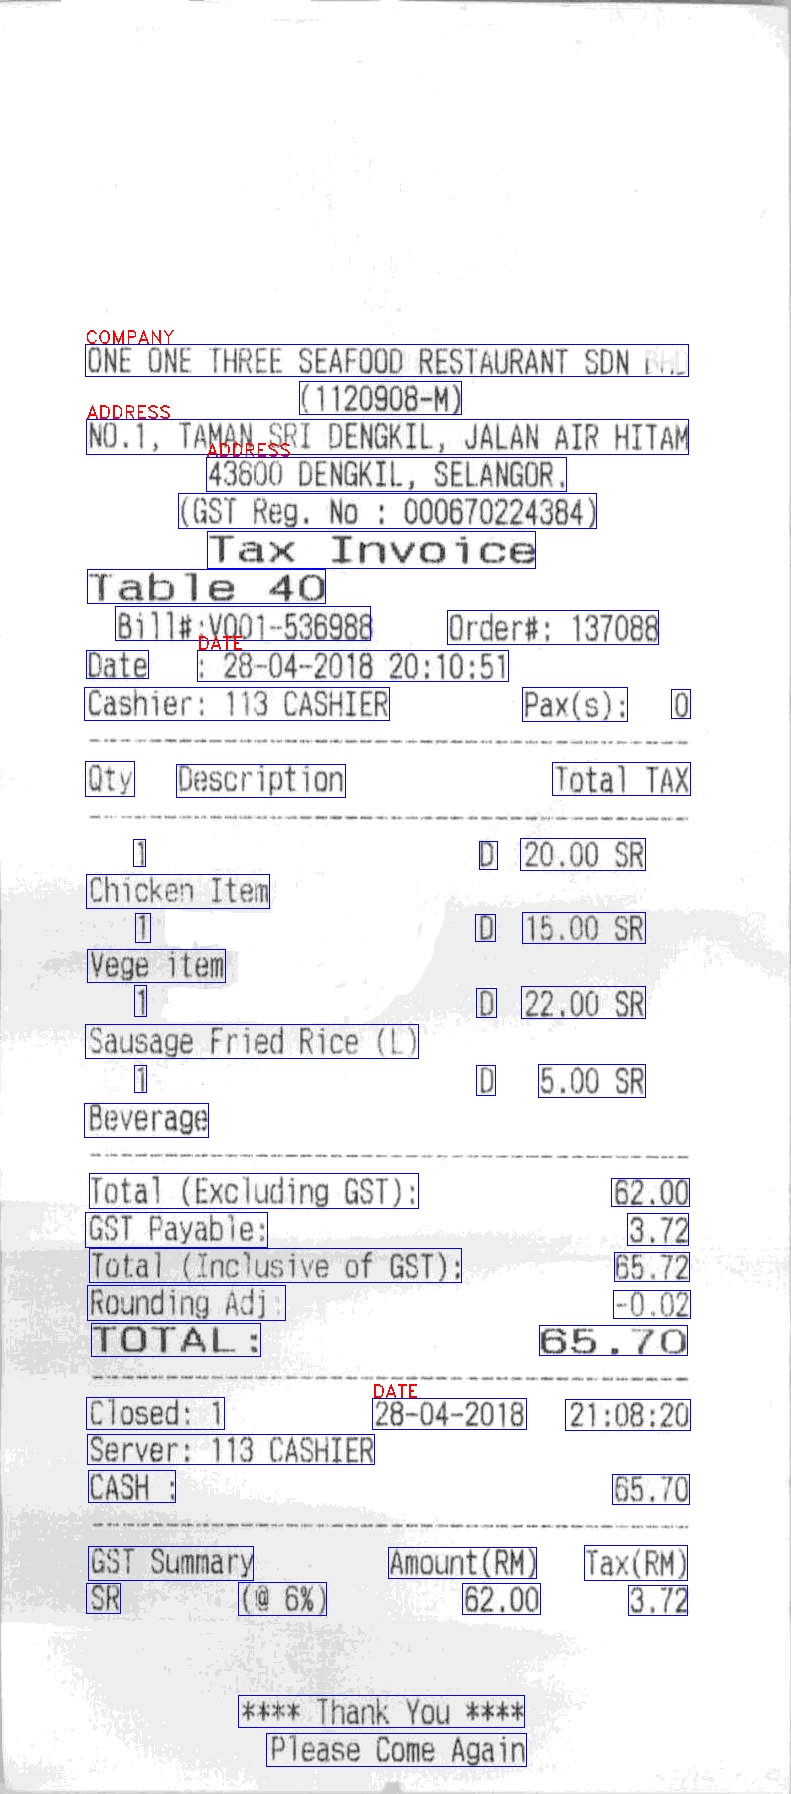 COMPANY
ONE ONE THREE SEAFOOD RESTAURANT SDN BHD
(1120908-M)
ADDRESS
NO.1, TAMAN SRI DENGKIL, JALAN AIR HITAM
ADDRESS
43800 DENGKIL, SELANGOR.
(GST Reg. No : 000670224384)
Tax Invoice
Table 40
Bill#:V001-536988 Order#: 137088
DATE
Date : 28-04-2018 20:10:51
Cashier: 113 CASHIER Pax(s): 0
Qty Description Total TAX
1 D 20.00 SR
Chicken Item
1 D 15.00 SR
Vege item
1 D 22.00 SR
Sausage Fried Rice (L)
1 D 5.00 SR
Beverage
Total (Excluding GST): 62.00
GST Payable: 3.72
Total (Inclusive of GST): 65.72
Rounding Adj : -0.02
TOTAL: 65.70
DATE
Closed: 1 28-04-2018 21:08:20
Server: 113 CASHIER
CASH : 65.70
GST Summary Amount(RM) Tax(RM)
SR (@ 6%) 62.00 3.72
**** Thank You ****
Please Come Again